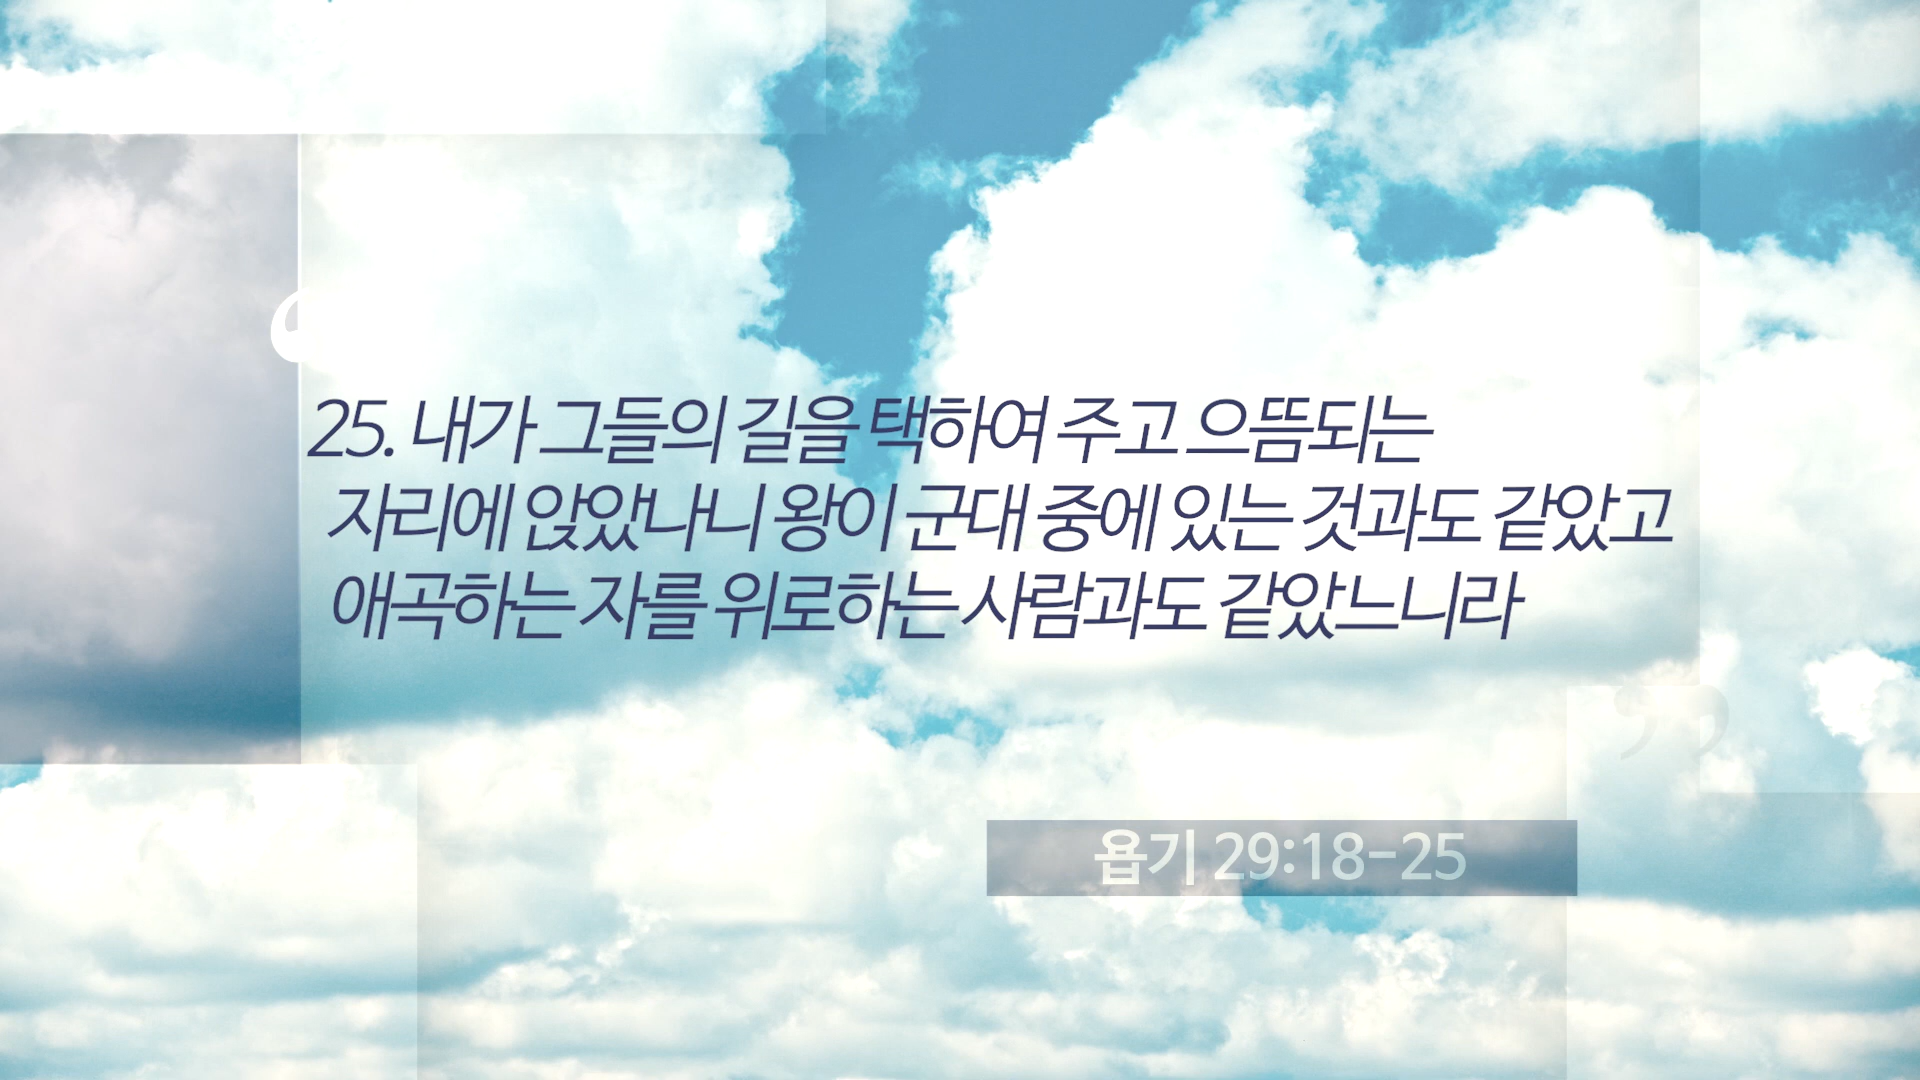 25. 내가 그들의 길을 택하여 주고 으뜸되는
자리에 앉았나니 왕이 군대 중에 있는 것과도 같았고
애곡하는 자를 위로하는 사람과도 같았느니라
욥기 29:18-25